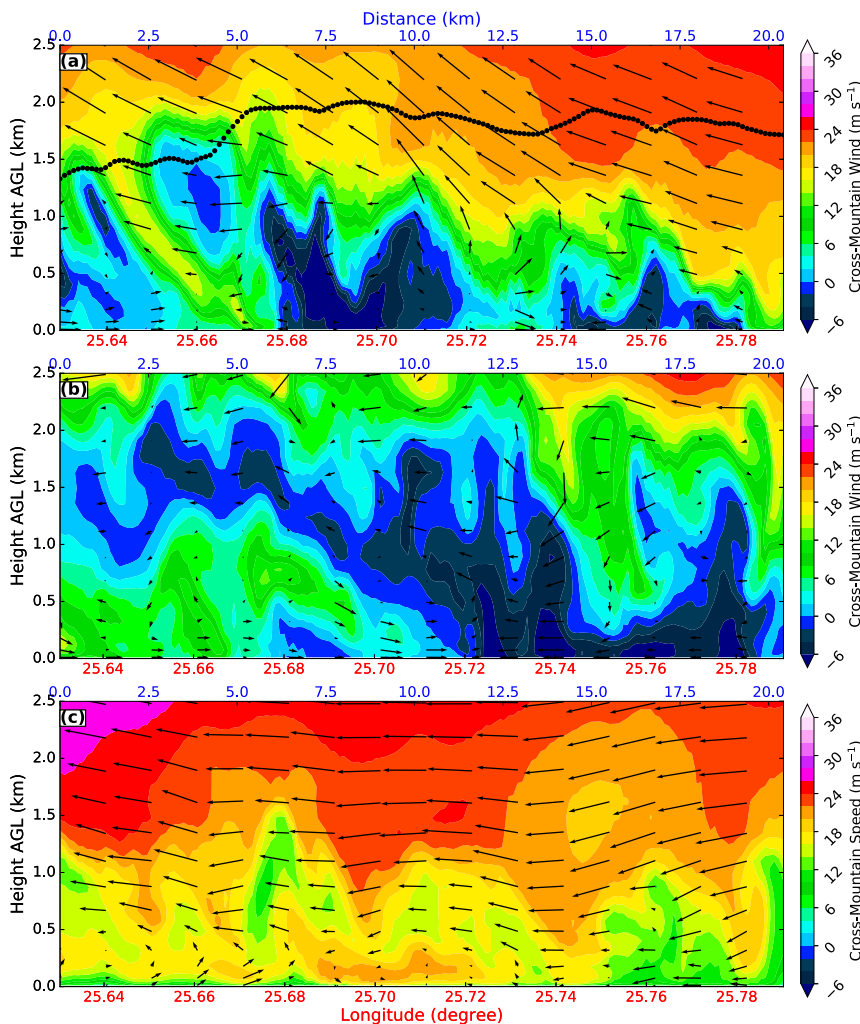 Distance (km)
0.0 2.5 5.0 7.5 10.0 12.5 15.0 17.5 20.0
(a)
2.5
2.0
1.5
1.0
0.5
0.0
Height AGL (km)
25.64 25.66 25.68 25.70 25.72 25.74 25.76 25.78
36
30
24
18
12
6
0
−6
Cross-Mountain Wind (m s⁻¹)
0.0 2.5 5.0 7.5 10.0 12.5 15.0 17.5 20.0
(b)
2.5
2.0
1.5
1.0
0.5
0.0
Height AGL (km)
25.64 25.66 25.68 25.70 25.72 25.74 25.76 25.78
36
30
24
18
12
6
0
−6
Cross-Mountain Wind (m s⁻¹)
0.0 2.5 5.0 7.5 10.0 12.5 15.0 17.5 20.0
(c)
2.5
2.0
1.5
1.0
0.5
0.0
Height AGL (km)
25.64 25.66 25.68 25.70 25.72 25.74 25.76 25.78
Longitude (degree)
36
30
24
18
12
6
0
−6
Cross-Mountain Speed (m s⁻¹)